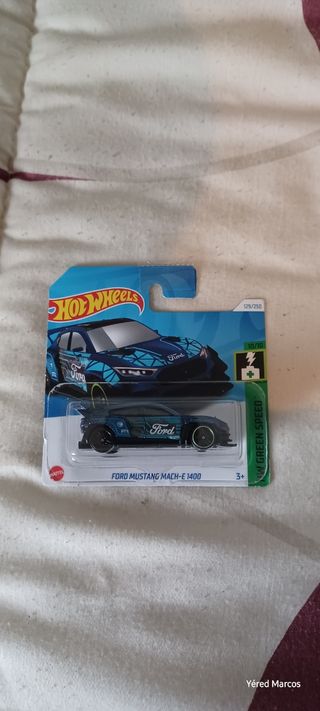 HOT WHEELS
129/250
10/10
Ford
Ford
Ford
FORD MUSTANG MACH-E 1400
3+
HW GREEN SPEED
MATTEL
Yéred Marcos